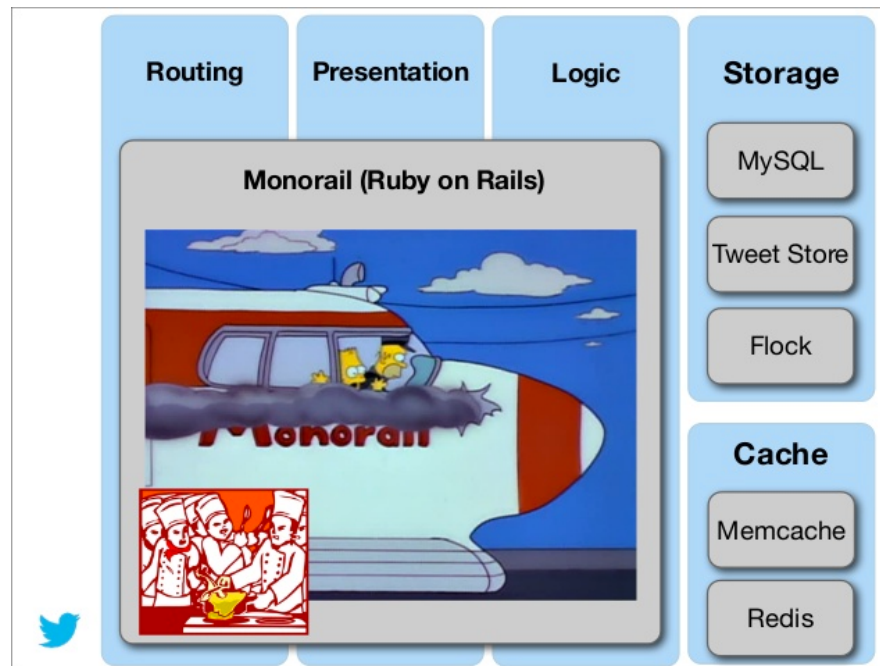 Routing
Presentation
Logic
Storage
Monorail (Ruby on Rails)
MySQL
Tweet Store
Flock
Monorail
Cache
Memcache
Redis